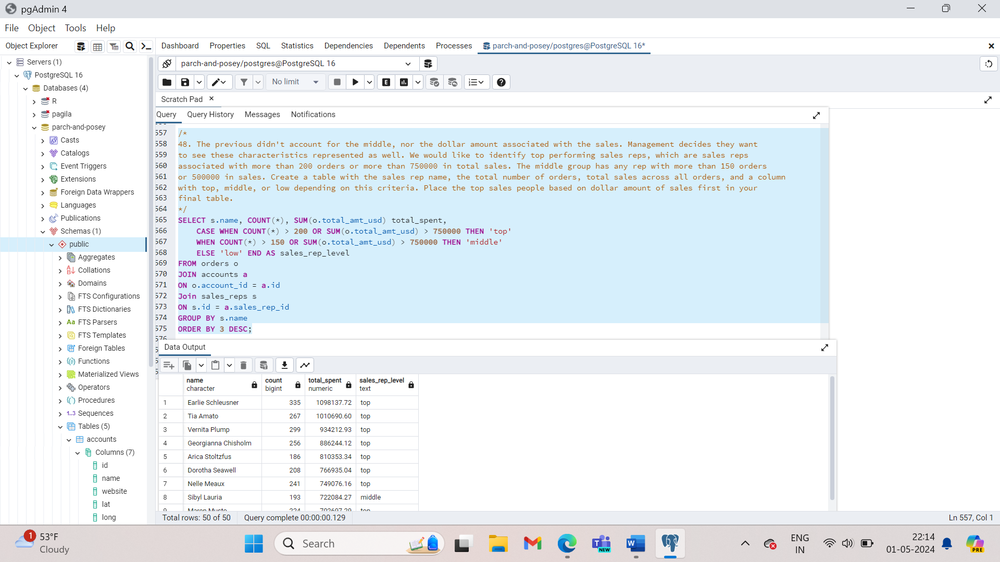 pgAdmin 4
File Object Tools Help
Object Explorer
Dashboard Properties SQL Statistics Dependencies Dependents Processes parch-and-posey/postgres@PostgreSQL 16*
parch-and-posey/postgres@PostgreSQL 16
No limit
Scratch Pad
Query Query History Messages Notifications
Servers (1)
PostgreSQL 16
Databases (4)
R
pagila
parch-and-posey
Casts
Catalogs
Event Triggers
Extensions
Foreign Data Wrappers
Languages
Publications
Schemas (1)
public
Aggregates
Collations
Domains
FTS Configurations
FTS Dictionaries
Aa FTS Parsers
FTS Templates
Foreign Tables
Functions
Materialized Views
Operators
Procedures
1..3 Sequences
Tables (5)
accounts
Columns (7)
id
name
website
lat
long
557 /*
558 48. The previous didn't account for the middle, nor the dollar amount associated with the sales. Management decides they want
559 to see these characteristics represented as well. We would like to identify top performing sales reps, which are sales reps
560 associated with more than 200 orders or more than 750000 in total sales. The middle group has any rep with more than 150 orders
561 or 500000 in sales. Create a table with the sales rep name, the total number of orders, total sales across all orders, and a column
562 with top, middle, or low depending on this criteria. Place the top sales people based on dollar amount of sales first in your
563 final table.
564 */
565 SELECT s.name, COUNT(*), SUM(o.total_amt_usd) total_spent,
566 CASE WHEN COUNT(*) > 200 OR SUM(o.total_amt_usd) > 750000 THEN 'top'
567 WHEN COUNT(*) > 150 OR SUM(o.total_amt_usd) > 750000 THEN 'middle'
568 ELSE 'low' END AS sales_rep_level
569 FROM orders o
570 JOIN accounts a
571 ON o.account_id = a.id
572 Join sales_reps s
573 ON s.id = a.sales_rep_id
574 GROUP BY s.name
575 ORDER BY 3 DESC;
576
Data Output
name count total_spent sales_rep_level
character bigint numeric text
1 Earlie Schleusner 335 1098137.72 top
2 Tia Amato 267 1010690.60 top
3 Vernita Plump 299 934212.93 top
4 Georgianna Chisholm 256 886244.12 top
5 Arica Stoltzfus 186 810353.34 top
6 Dorotha Seawell 208 766935.04 top
7 Nelle Meaux 241 749076.16 top
8 Sibyl Lauria 193 722084.27 middle
9 Maren Musto 224 702697.29 top
Total rows: 50 of 50 Query complete 00:00:00.129 Ln 557, Col 1
1 53°F
Cloudy
Search
NEW
ENG
IN
22:14
01-05-2024
PRE